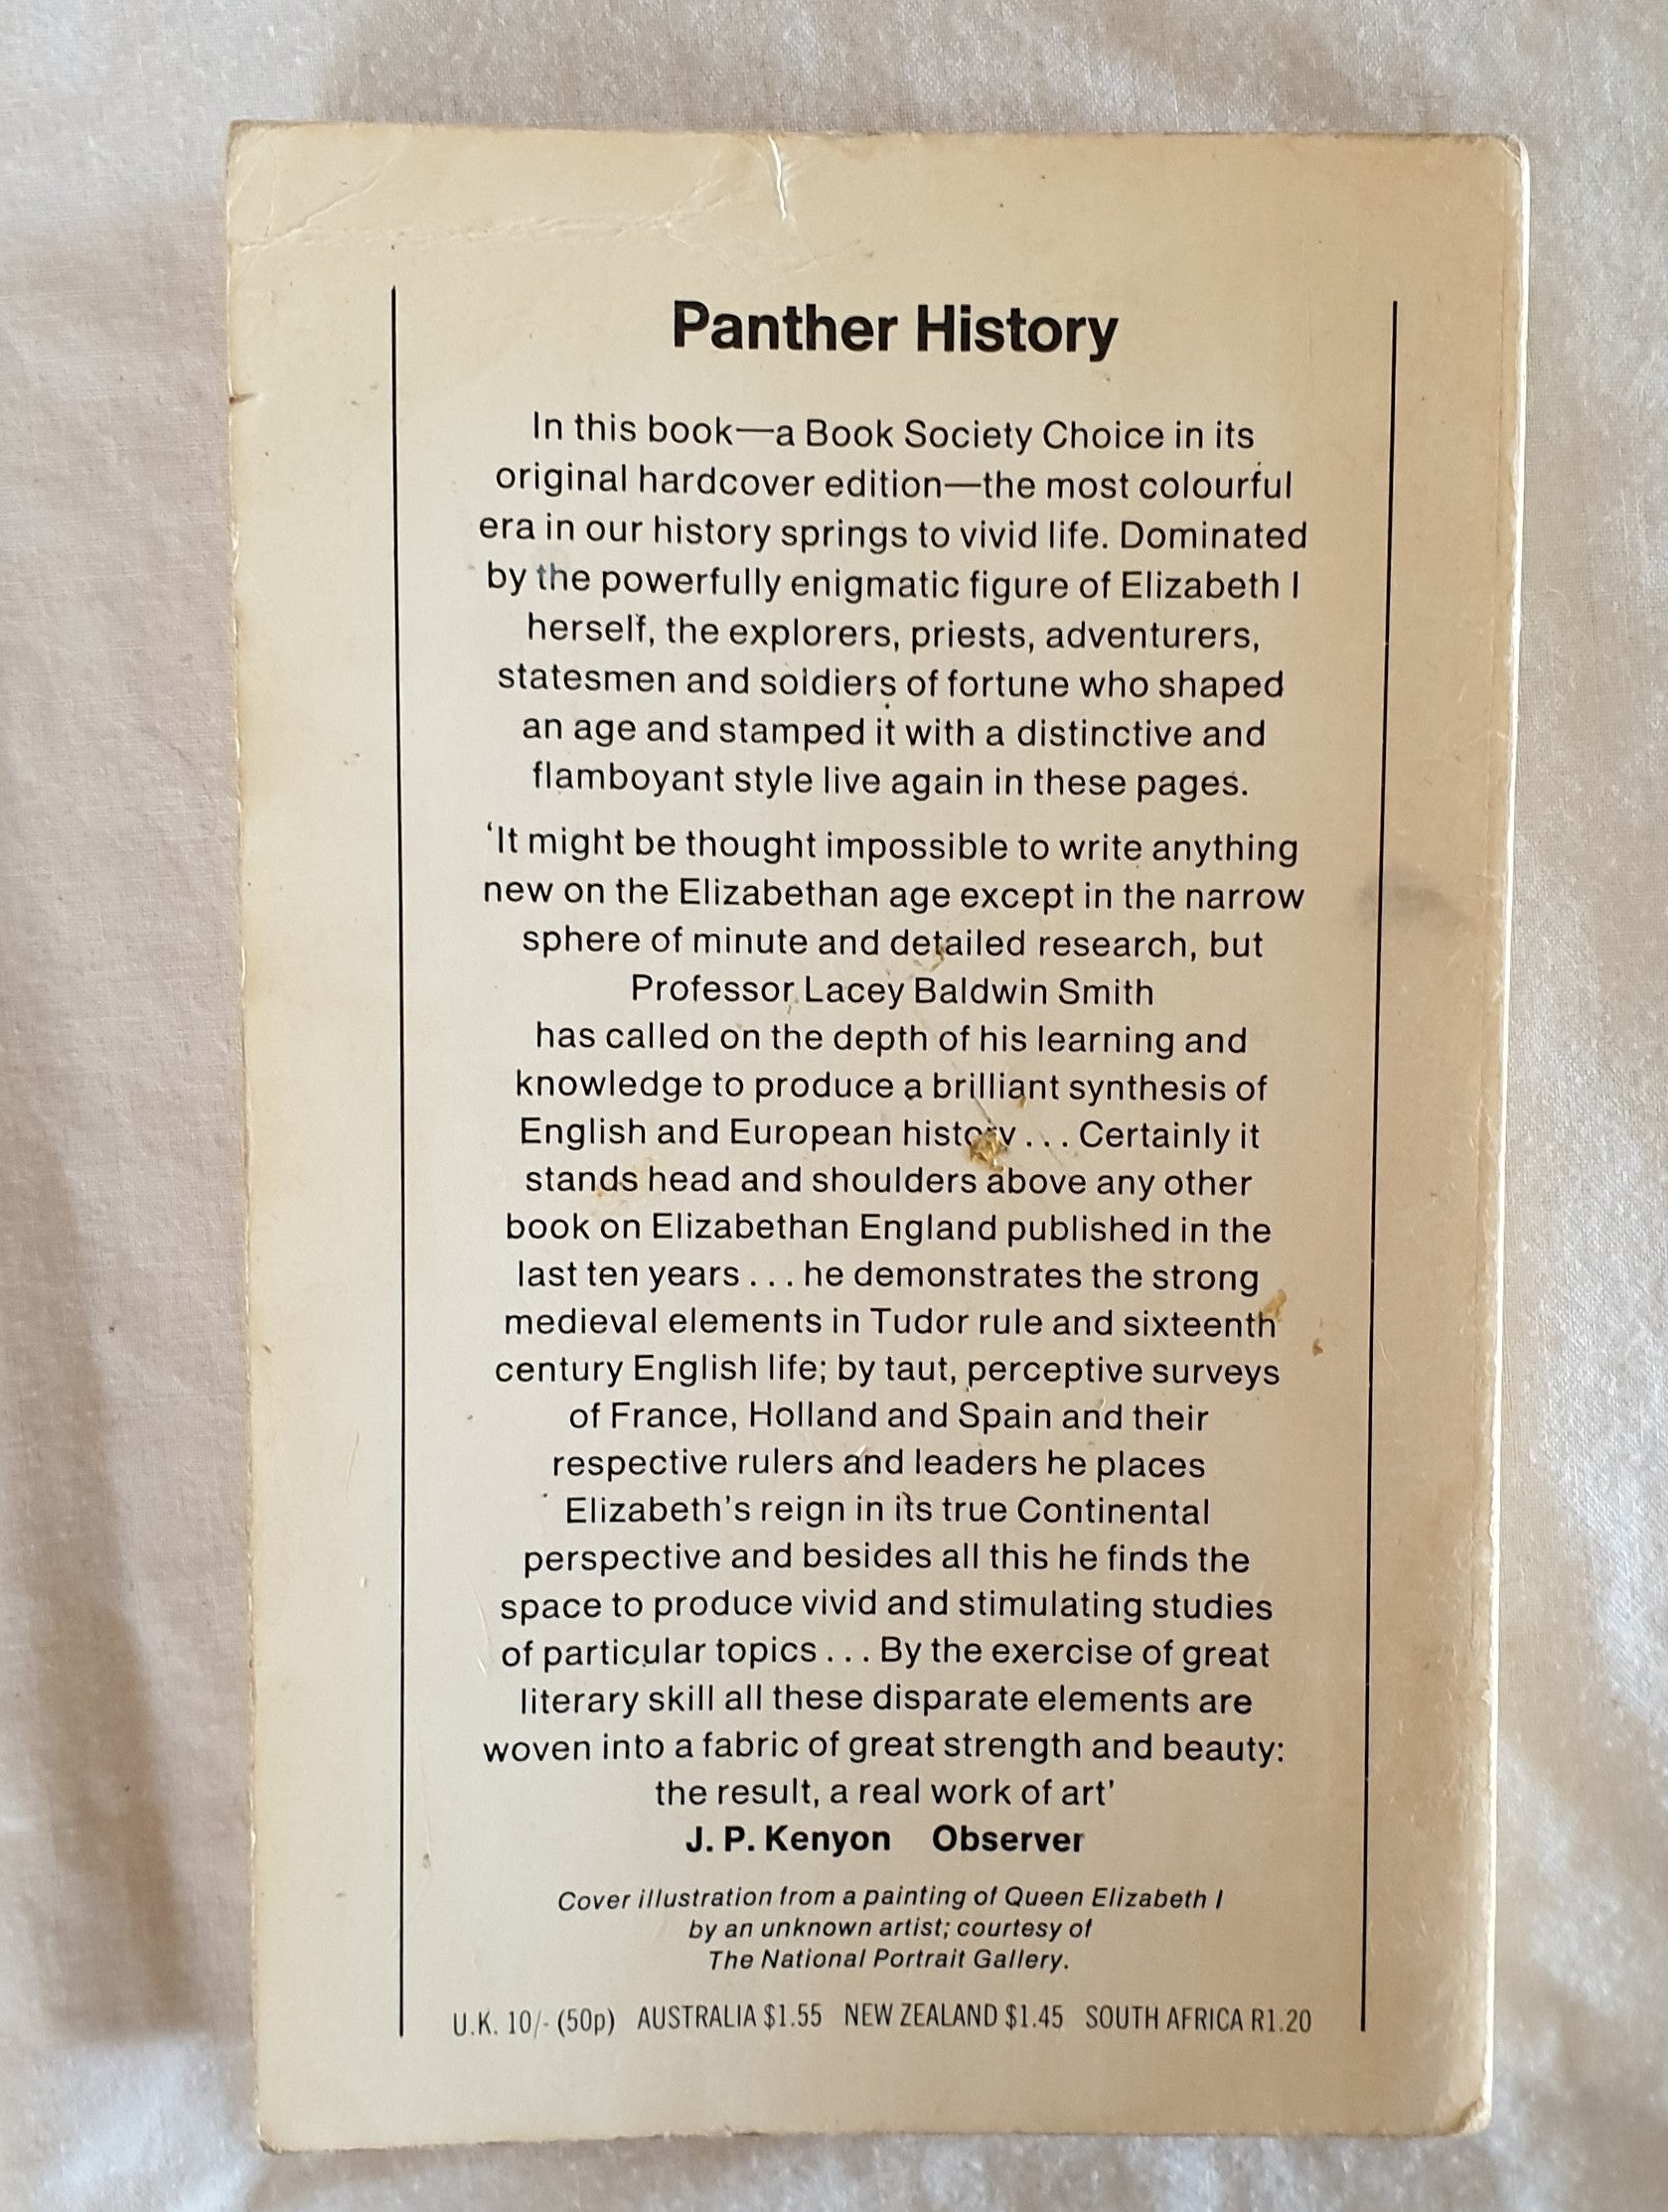 Panther History
In this book—a Book Society Choice in its
original hardcover edition—the most colourful
era in our history springs to vivid life. Dominated
by the powerfully enigmatic figure of Elizabeth I
herself, the explorers, priests, adventurers,
statesmen and soldiers of fortune who shaped
an age and stamped it with a distinctive and
flamboyant style live again in these pages.
‘It might be thought impossible to write anything
new on the Elizabethan age except in the narrow
sphere of minute and detailed research, but
Professor Lacey Baldwin Smith
has called on the depth of his learning and
knowledge to produce a brilliant synthesis of
English and European history . . . Certainly it
stands head and shoulders above any other
book on Elizabethan England published in the
last ten years . . . he demonstrates the strong
medieval elements in Tudor rule and sixteenth
century English life; by taut, perceptive surveys
of France, Holland and Spain and their
respective rulers and leaders he places
Elizabeth’s reign in its true Continental
perspective and besides all this he finds the
space to produce vivid and stimulating studies
of particular topics . . . By the exercise of great
literary skill all these disparate elements are
woven into a fabric of great strength and beauty:
the result, a real work of art’
J. P. Kenyon Observer
Cover illustration from a painting of Queen Elizabeth I
by an unknown artist; courtesy of
The National Portrait Gallery.
U.K. 10/- (50p) AUSTRALIA $1.55 NEW ZEALAND $1.45 SOUTH AFRICA R1.20